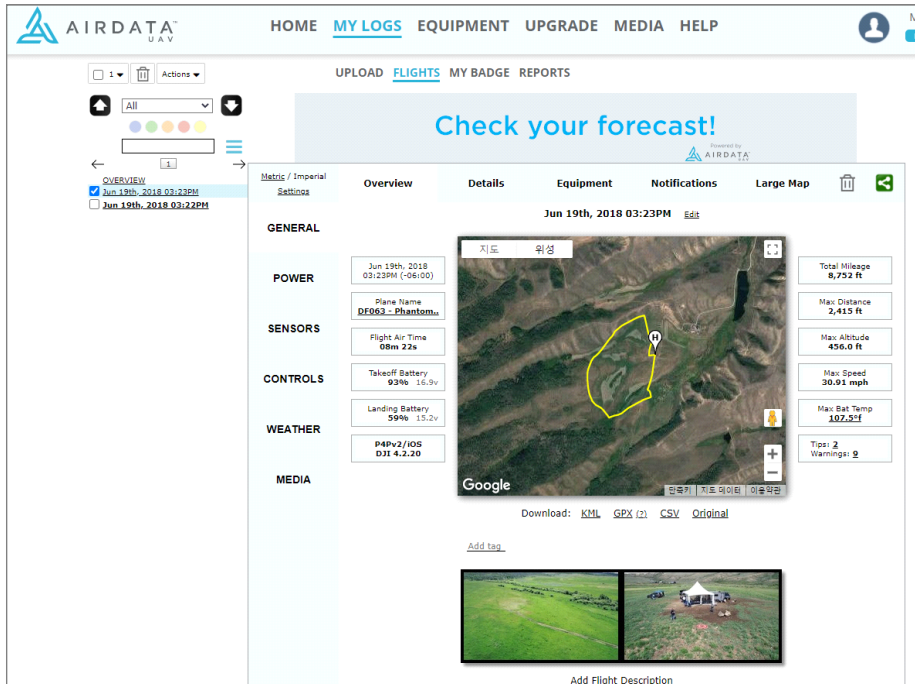 AIRDATA
UAV
HOME MY LOGS EQUIPMENT UPGRADE MEDIA HELP
M
1 Actions
UPLOAD FLIGHTS MY BADGE REPORTS
All
Check your forecast!
Powered by
AIRDATA
UAV
← 1 →
OVERVIEW
Jun 19th, 2018 03:23PM
Jun 19th, 2018 03:22PM
Metric / Imperial
Settings
Overview Details Equipment Notifications Large Map
Jun 19th, 2018 03:23PM Edit
GENERAL
POWER
SENSORS
CONTROLS
WEATHER
MEDIA
Jun 19th, 2018
03:23PM (-06:00)
Plane Name
DF063 - Phantom..
Flight Air Time
08m 22s
Takeoff Battery
93% 16.9v
Landing Battery
59% 15.2v
P4Pv2/iOS
DJI 4.2.20
지도 위성
H
Google
단축키 지도 데이터 이용약관
Total Mileage
8,752 ft
Max Distance
2,415 ft
Max Altitude
456.0 ft
Max Speed
30.91 mph
Max Bat Temp
107.5°f
Tips: 2
Warnings: 9
Download: KML GPX (?) CSV Original
Add tag
Add Flight Description